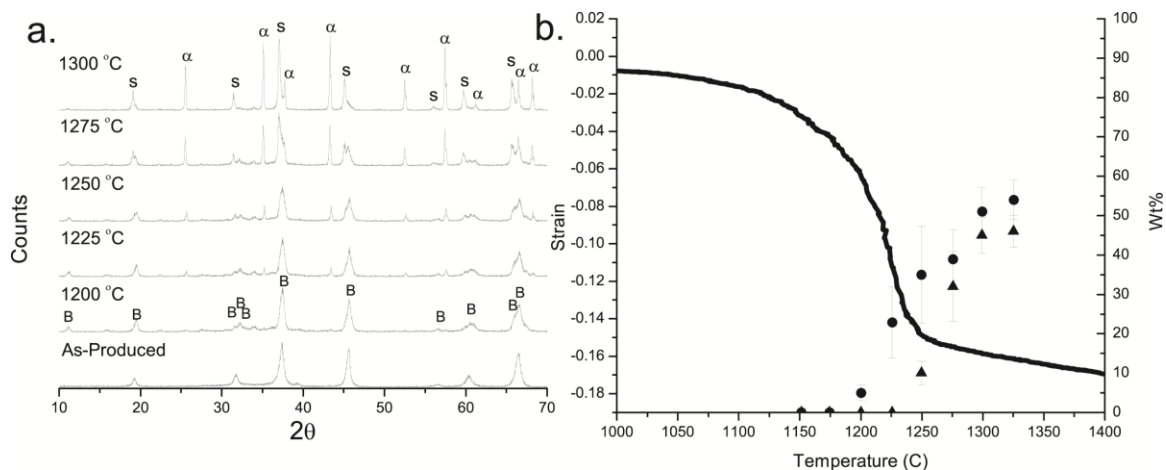 a.
1300 °C
s α s α α α s α s α s α s α α
1275 °C
1250 °C
1225 °C
1200 °C
B B B B B B B B B B B
As-Produced
Counts
10 20 30 40 50 60 70
2θ
b.
0.02
0.00
-0.02
-0.04
-0.06
-0.08
-0.10
-0.12
-0.14
-0.16
-0.18
Strain
1000 1050 1100 1150 1200 1250 1300 1350 1400
Temperature (C)
100
90
80
70
60
50
40
30
20
10
0
Wt%